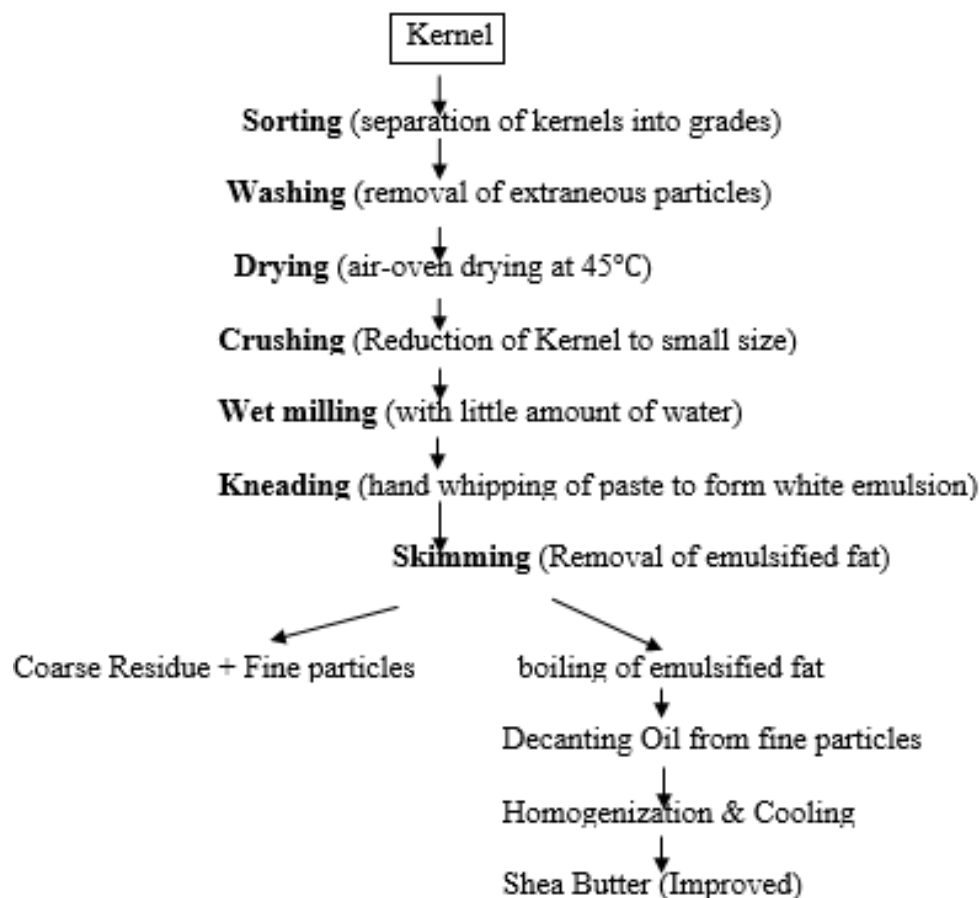 Kernel
Sorting (separation of kernels into grades)
Washing (removal of extraneous particles)
Drying (air-oven drying at 45°C)
Crushing (Reduction of Kernel to small size)
Wet milling (with little amount of water)
Kneading (hand whipping of paste to form white emulsion)
Skimming (Removal of emulsified fat)
Coarse Residue + Fine particles
boiling of emulsified fat
Decanting Oil from fine particles
Homogenization & Cooling
Shea Butter (Improved)